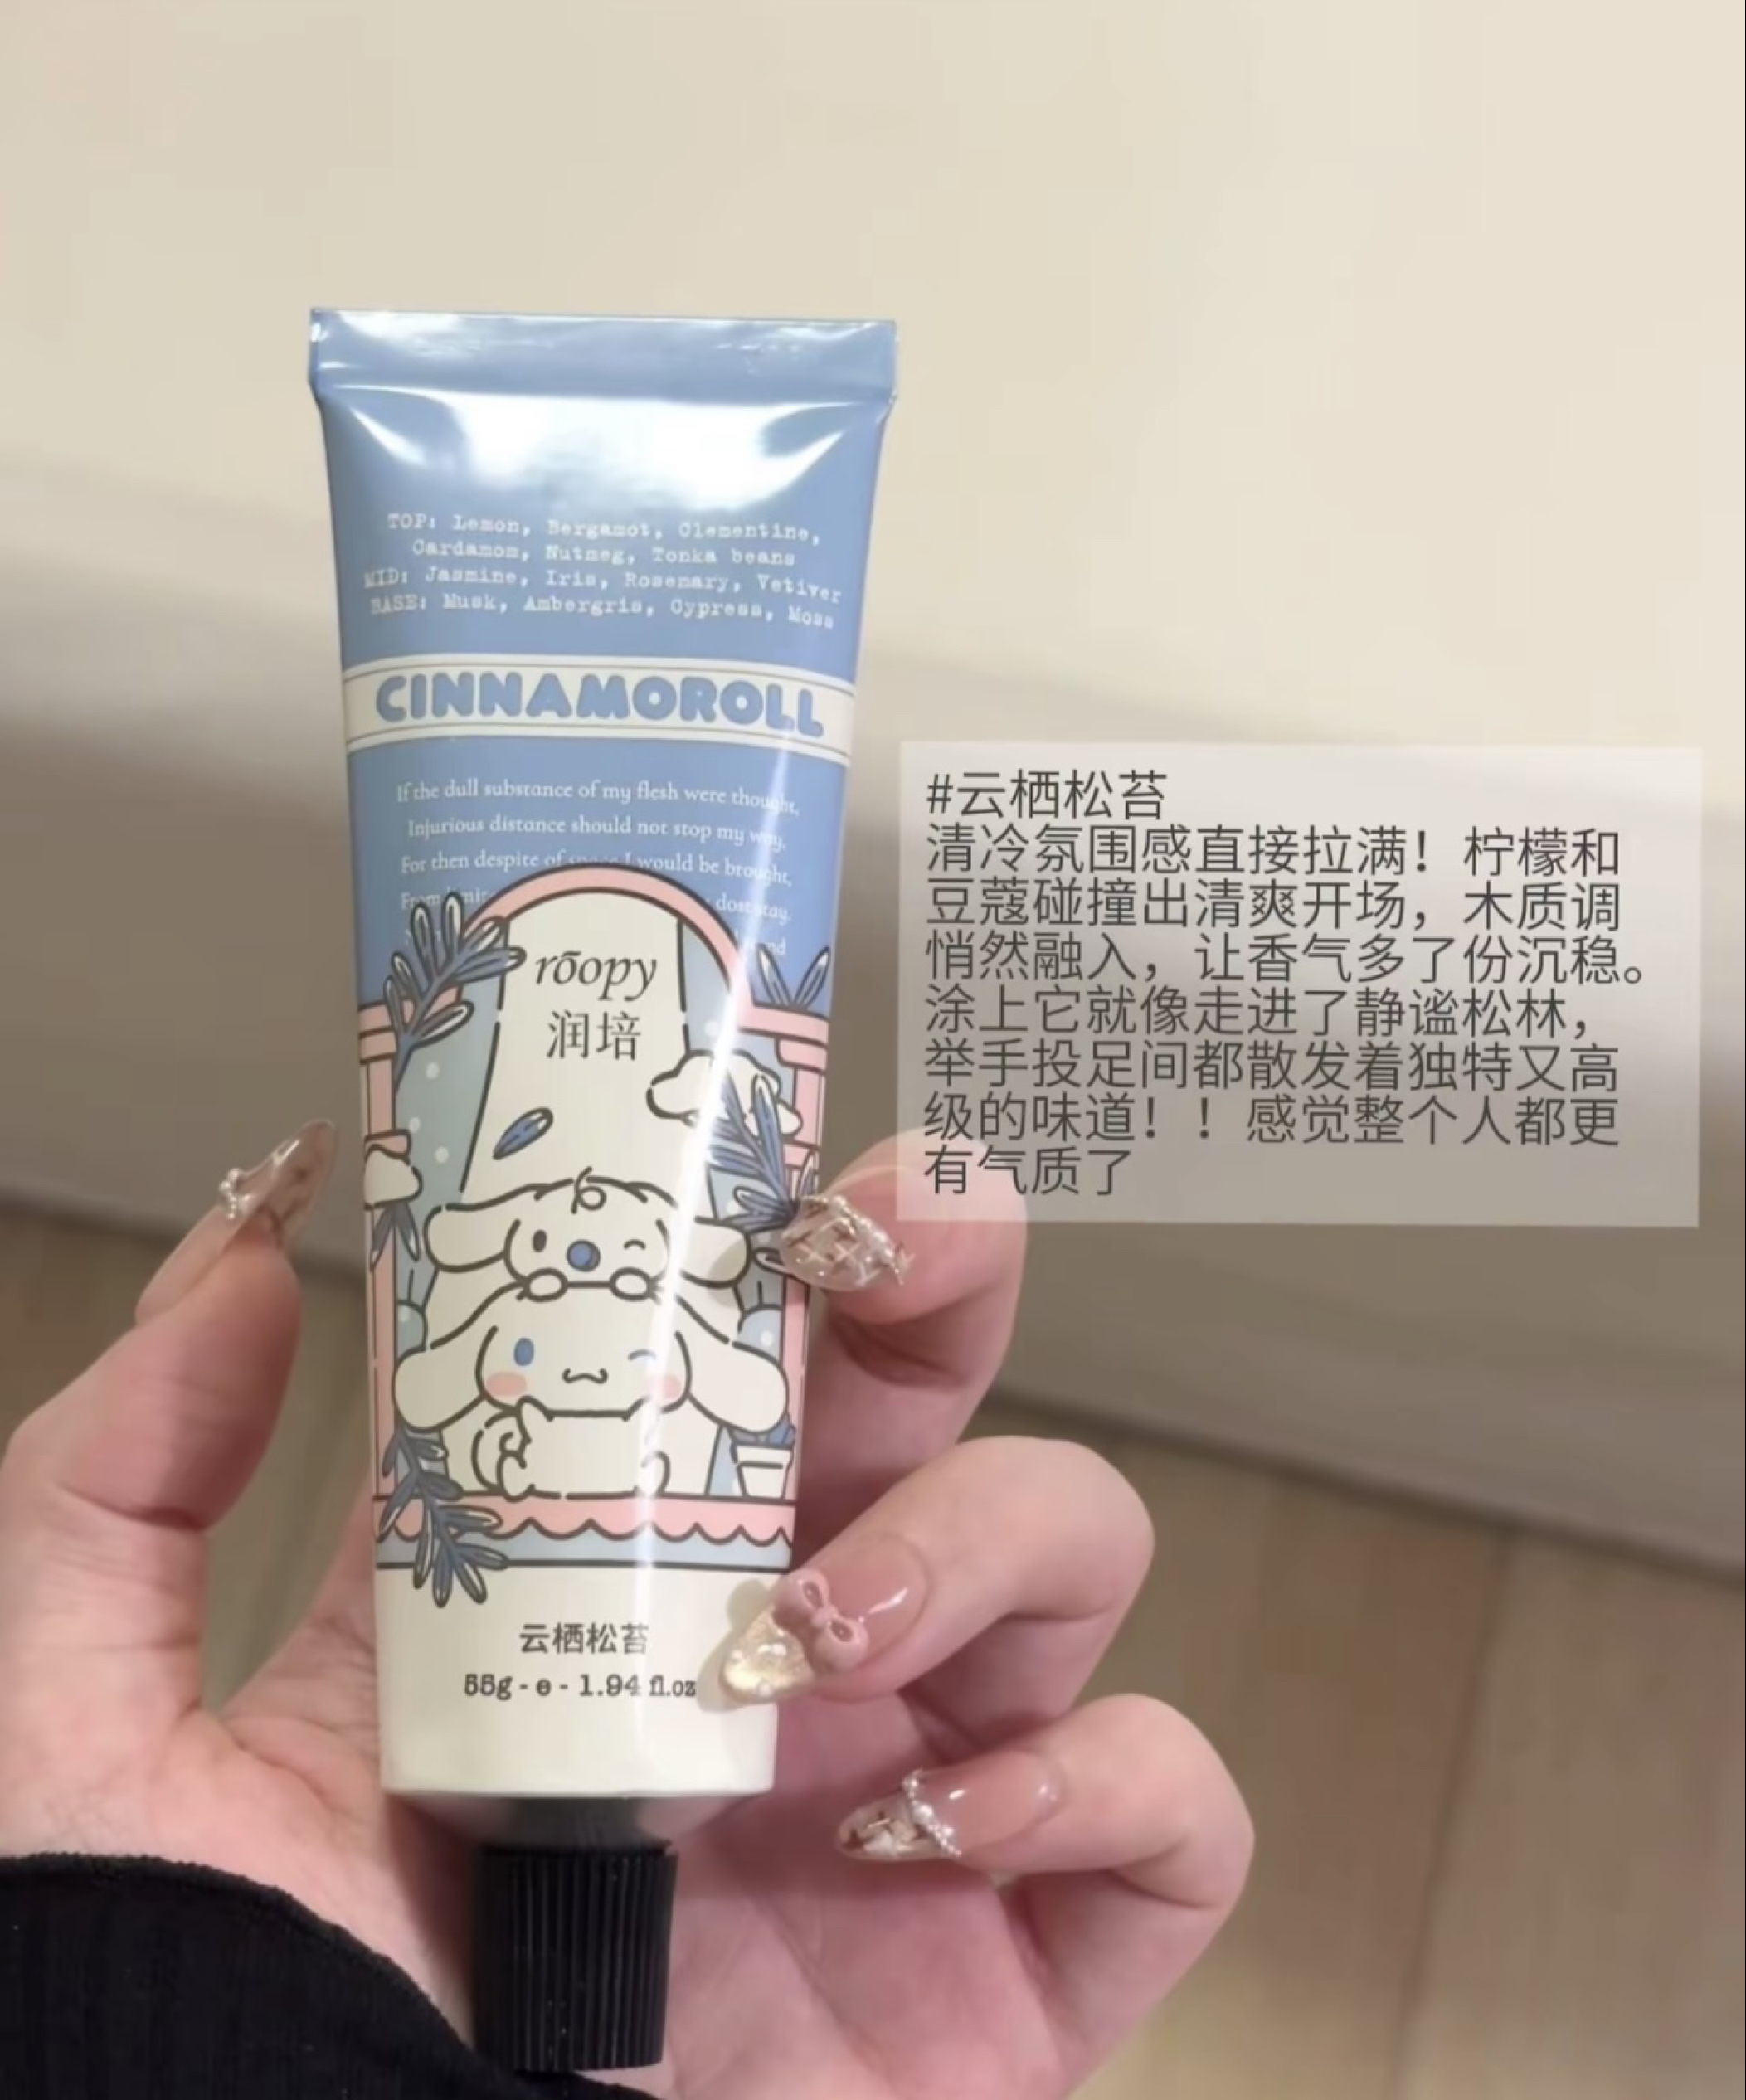 TOP: Lemon, Bergamot, Clementine,
Cardamom, Nutmeg, Tonka beans
MID: Jasmine, Iris, Rosemary, Vetiver
BASE: Musk, Ambergris, Cypress, Moss
CINNAMOROLL
If the dull substance of my flesh were thought,
Injurious distance should not stop my way.
For then despite of space I would be brought,
From dost stay.
rōopy
润培
云栖松苔
55g - e - 1.94 fl.oz
#云栖松苔
清冷氛围感直接拉满！柠檬和
豆蔻碰撞出清爽开场，木质调
悄然融入，让香气多了份沉稳。
涂上它就像走进了静谧松林，
举手投足间都散发着独特又高
级的味道！！感觉整个人都更
有气质了